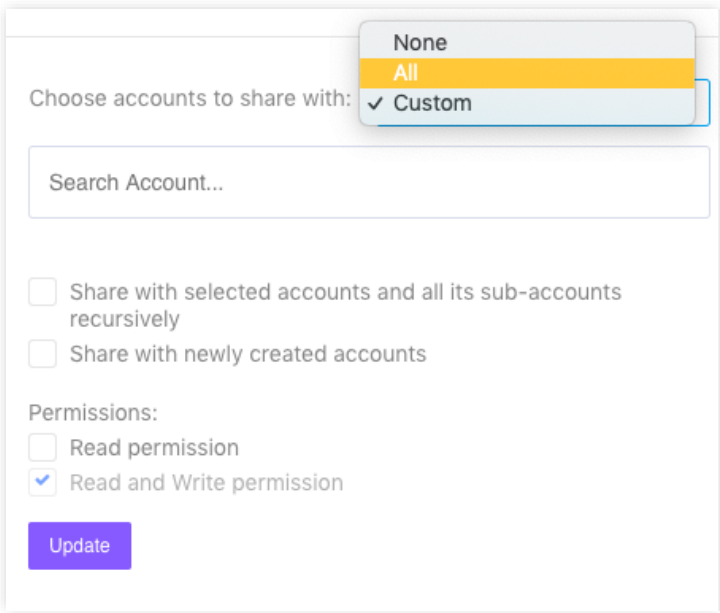 None
All
Choose accounts to share with:
✓ Custom
Search Account...
Share with selected accounts and all its sub-accounts
recursively
Share with newly created accounts
Permissions:
Read permission
Read and Write permission
Update